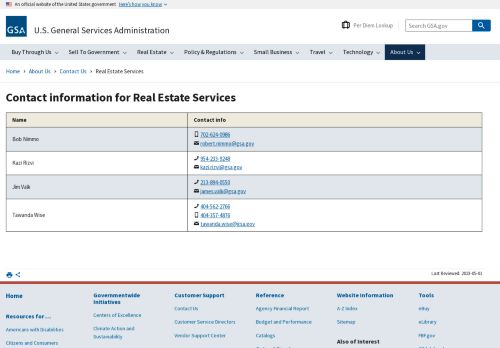 An official website of the United States government Here's how you know
GSA U.S. General Services Administration
Per Diem Lookup
Search GSA.gov
Buy Through Us Sell To Government Real Estate Policy & Regulations Small Business Travel Technology About Us
Home > About Us > Contact Us > Real Estate Services
Contact information for Real Estate Services
Name Contact info
Bob Nimmo
702-624-0986
robert.nimmo@gsa.gov
Kazi Rizvi
954-233-9248
kazi.rizvi@gsa.gov
Jim Valk
213-894-0550
james.valk@gsa.gov
Tawanda Wise
404-562-2766
404-357-4876
tawanda.wise@gsa.gov
Last Reviewed: 2023-05-01
Home
Resources for …
Americans with Disabilities
Citizens and Consumers
Governmentwide Initiatives
Centers of Excellence
Climate Action and
Sustainability
Customer Support
Contact Us
Customer Service Directors
Vendor Support Center
Reference
Agency Financial Report
Budget and Performance
Catalogs
Website Information
A-Z Index
Sitemap
Also of Interest
Tools
eBuy
eLibrary
FBF.gov